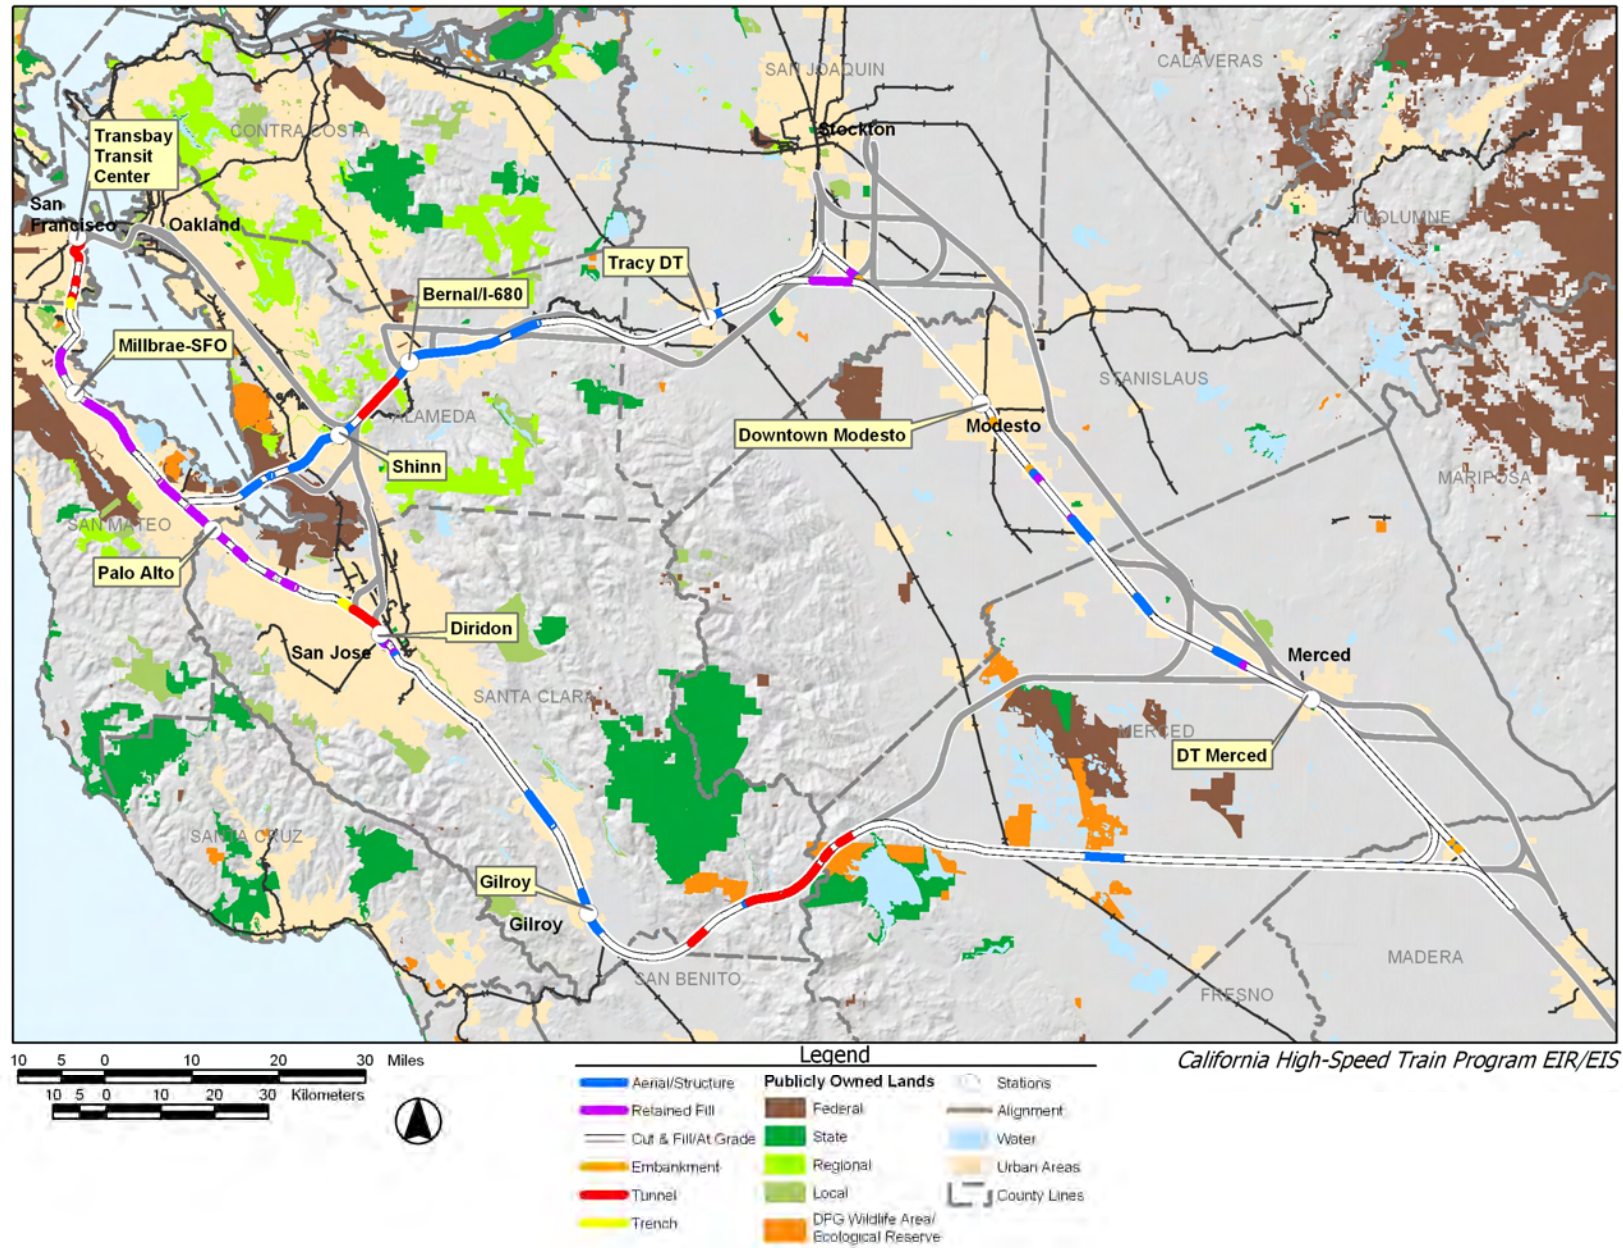 CALAVERAS
SAN JOAQUIN
CONTRA COSTA
Stockton
Transbay
Transit
Center
San
Francisco
Oakland
TUOLUMNE
Tracy DT
Bernal/I-680
Millbrae-SFO
STANISLAUS
ALAMEDA
Downtown Modesto
Modesto
Shinn
MARIPOSA
SAN MATEO
Palo Alto
Diridon
San Jose
Merced
SANTA CLARA
MERCED
DT Merced
SANTA CRUZ
Gilroy
Gilroy
MADERA
SAN BENITO
FRESNO
10 5 0 10 20 30 Miles
10 5 0 10 20 30 Kilometers
Legend
California High-Speed Train Program EIR/EIS
Aerial/Structure
Retained Fill
Cut & Fill/At Grade
Embankment
Tunnel
Trench
Publicly Owned Lands
Federal
State
Regional
Local
DFG Wildlife Area/
Ecological Reserve
Stations
Alignment
Water
Urban Areas
County Lines